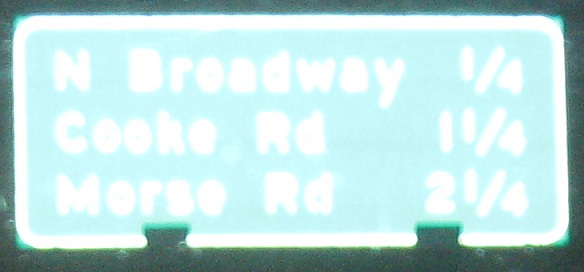 N Broadway 1/4
Cooke Rd 1 1/4
Morse Rd 2 1/4